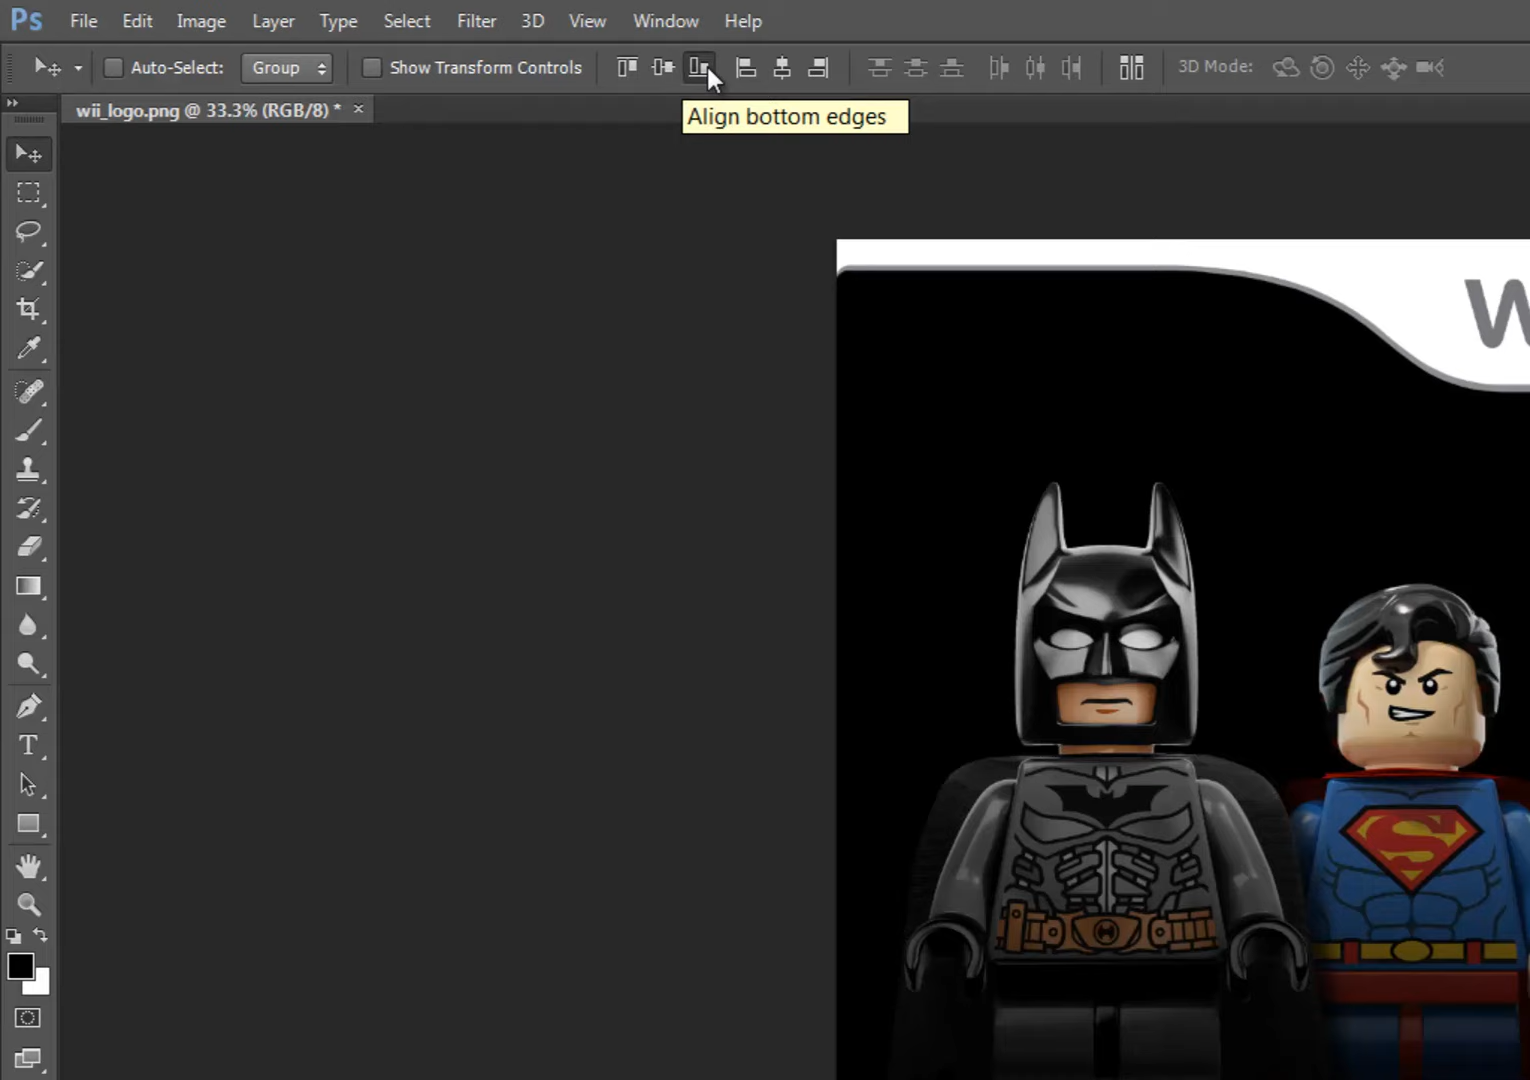 Ps File Edit Image Layer Type Select Filter 3D View Window Help
Auto-Select: Group Show Transform Controls 3D Mode:
wii_logo.png @ 33.3% (RGB/8) * ×
Align bottom edges